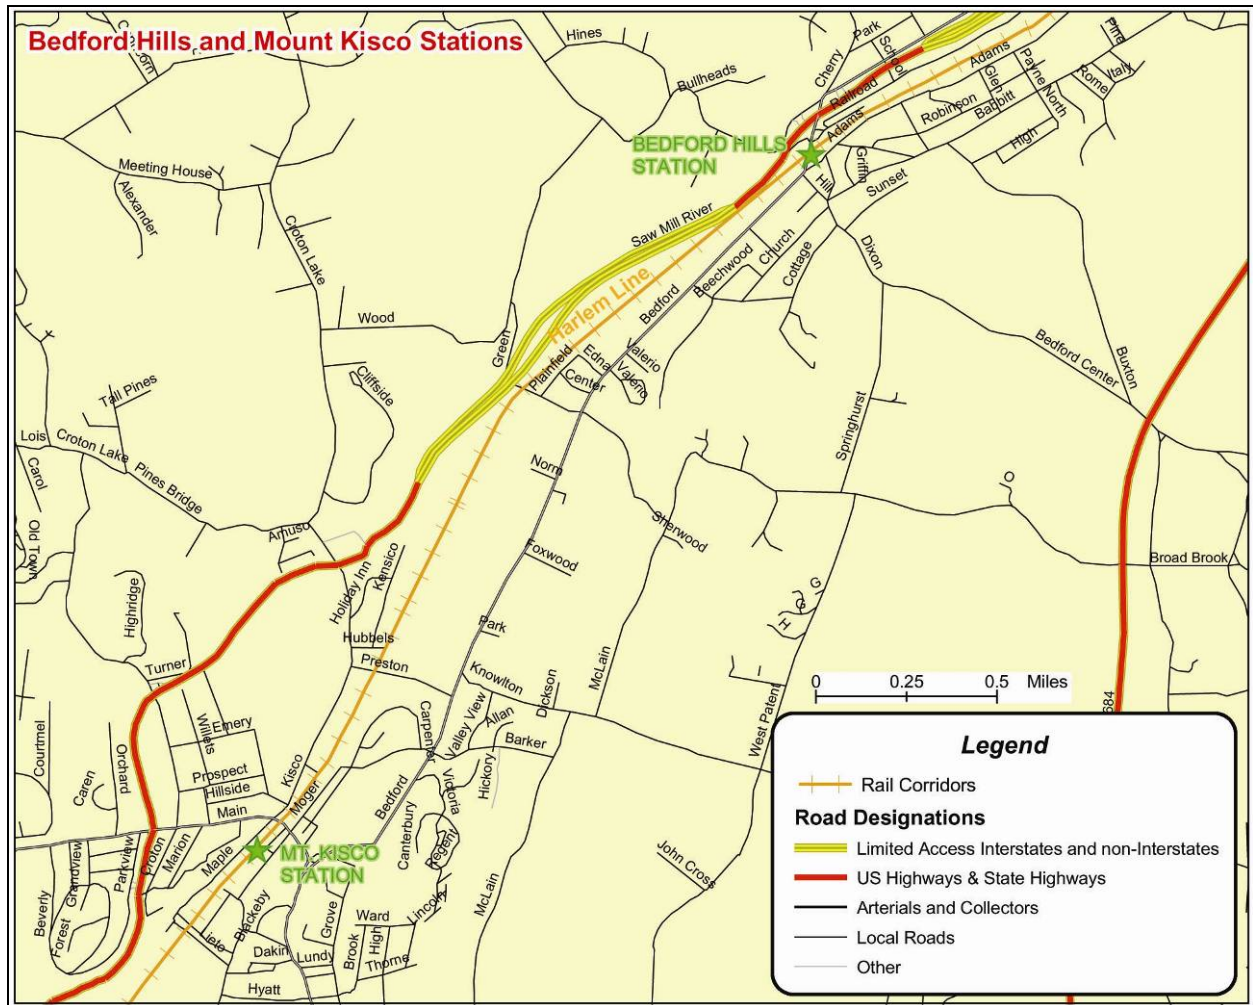 Bedford Hills and Mount Kisco Stations
Hines
Park
Cherry
School
Adams
Pine
Bullheads
Railroad
Glen
Payne
North
Rome
Italy
Robinson
Babbitt
Adams
High
BEDFORD HILLS
STATION
Griffin
Hill
Sunset
Meeting House
Alexander
Croton Lake
Saw Mill River
Church
Cottage
Dixon
Beechwood
Harlem Line
Bedford
Wood
Green
Bedford Center
Buxton
Plainfield
Edna
Valerio
Center
Valerio
Cliffside
Tall Pines
Springhurst
Lois
Croton Lake
Carol
Pines Bridge
Norm
O
Old Town
Amuso
Sherwood
Foxwood
Broad Brook
Holiday Inn
Kensico
Highridge
G
G
H
Park
Hubbels
Turner
Preston
Knowlton
McLain
Dickson
I
0 0.25 0.5 Miles
684
West Patent
Courtmel
Orchard
Willets
Emery
Carpenter
Valley View
Allan
Barker
Caren
Prospect
Hillside
Kisco
Moger
Main
Bedford
Victoria
Hickory
Canterbury
Regent
Parkview
Croton
Marion
Maple
MT. KISCO
STATION
John Cross
McLain
Beverly
Grandview
Forest
Blackeby
Lieto
Grove
Ward
Lincoln
Dakin
Lundy
Brook
High
Thorne
Hyatt
Legend
Rail Corridors
Road Designations
Limited Access Interstates and non-Interstates
US Highways & State Highways
Arterials and Collectors
Local Roads
Other